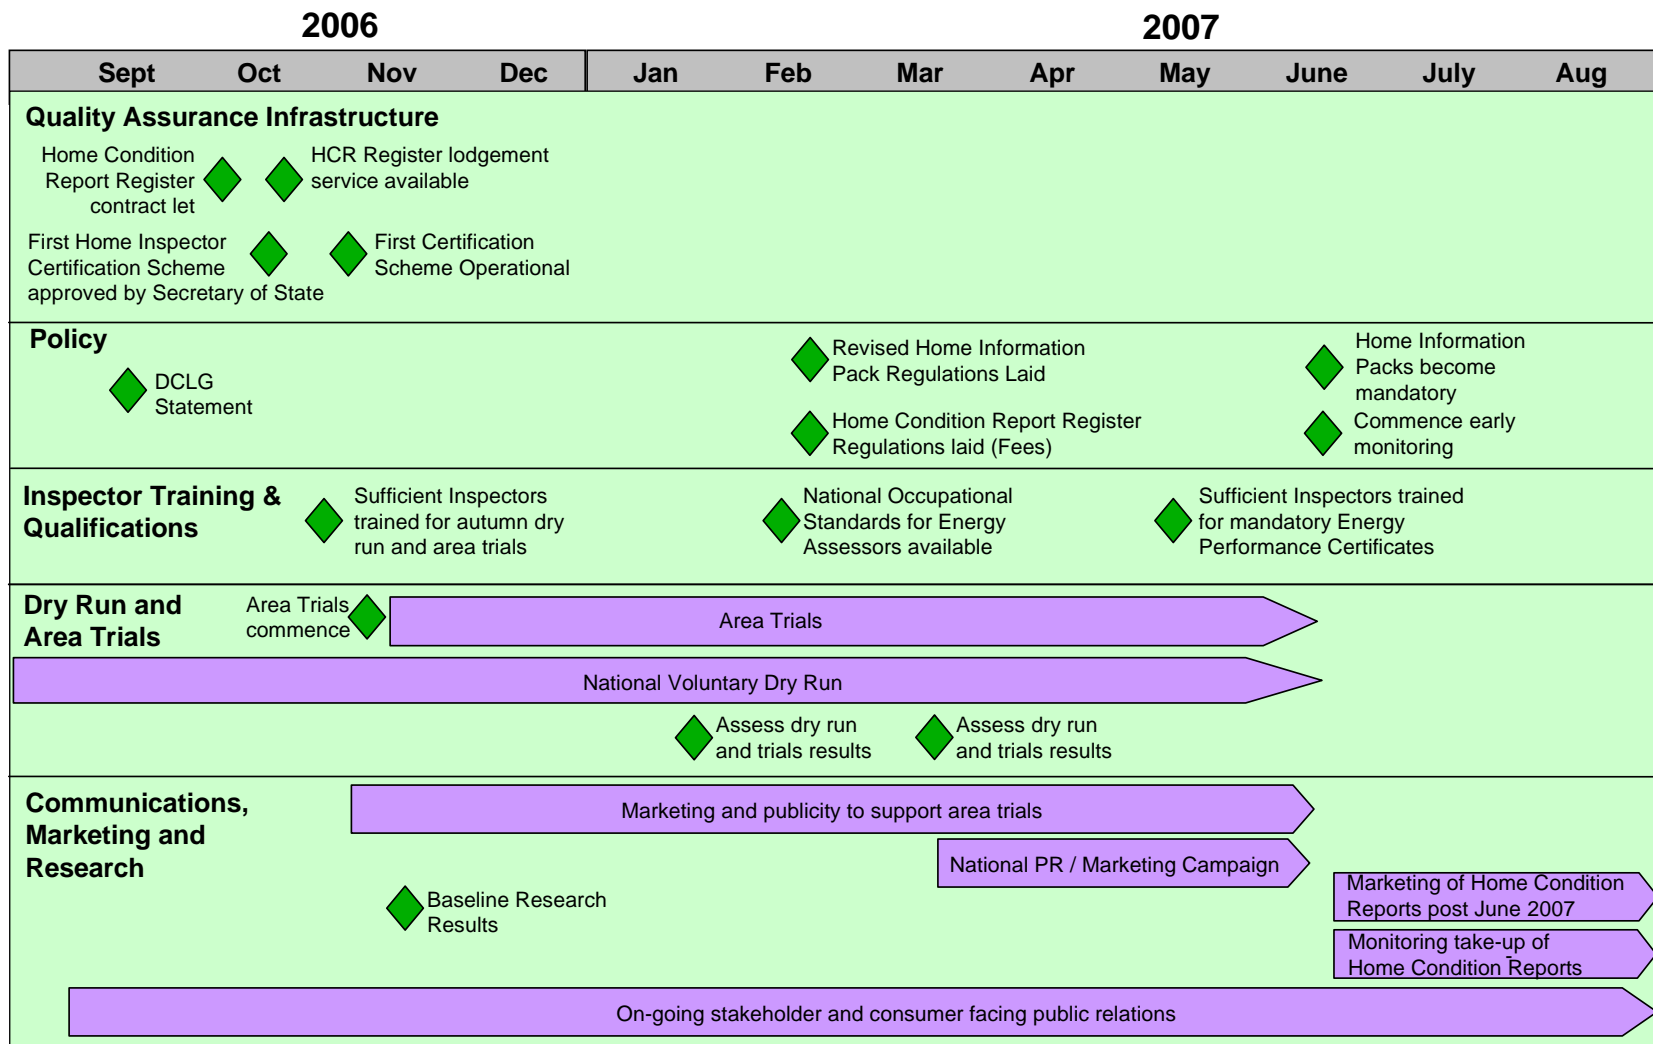 2006
2007
Sept Oct Nov Dec Jan Feb Mar Apr May June July Aug
Quality Assurance Infrastructure
Home Condition
Report Register
contract let
HCR Register lodgement
service available
First Home Inspector
Certification Scheme
approved by Secretary of State
First Certification
Scheme Operational
Policy
DCLG
Statement
Revised Home Information
Pack Regulations Laid
Home Condition Report Register
Regulations laid (Fees)
Home Information
Packs become
mandatory
Commence early
monitoring
Inspector Training &
Qualifications
Sufficient Inspectors
trained for autumn dry
run and area trials
National Occupational
Standards for Energy
Assessors available
Sufficient Inspectors trained
for mandatory Energy
Performance Certificates
Dry Run and
Area Trials
Area Trials
commence
Area Trials
National Voluntary Dry Run
Assess dry run
and trials results
Assess dry run
and trials results
Communications,
Marketing and
Research
Marketing and publicity to support area trials
National PR / Marketing Campaign
Baseline Research
Results
Marketing of Home Condition
Reports post June 2007
Monitoring take-up of
Home Condition Reports
On-going stakeholder and consumer facing public relations